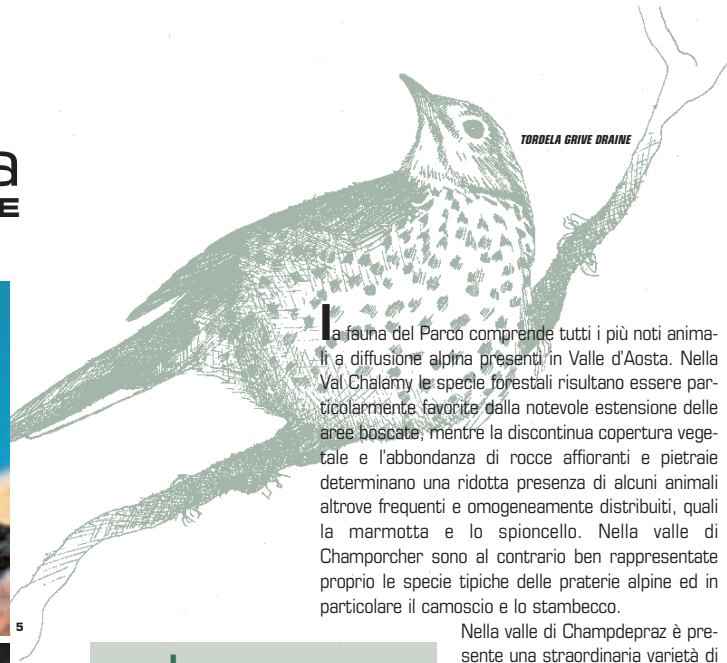 a
E
TORDELA GRIVE DRAINE
La fauna del Parco comprende tutti i più noti anima-
li a diffusione alpina presenti in Valle d'Aosta. Nella
Val Chalamy le specie forestali risultano essere par-
ticolarmente favorite dalla notevole estensione delle
aree boscate, mentre la discontinua copertura vege-
tale e l'abbondanza di rocce affioranti e pietraie
determinano una ridotta presenza di alcuni animali
altrove frequenti e omogeneamente distribuiti, quali
la marmotta e lo spioncello. Nella valle di
Champorcher sono al contrario ben rappresentate
proprio le specie tipiche delle praterie alpine ed in
particolare il camoscio e lo stambecco.
5
Nella valle di Champdepraz è pre-
sente una straordinaria varietà di